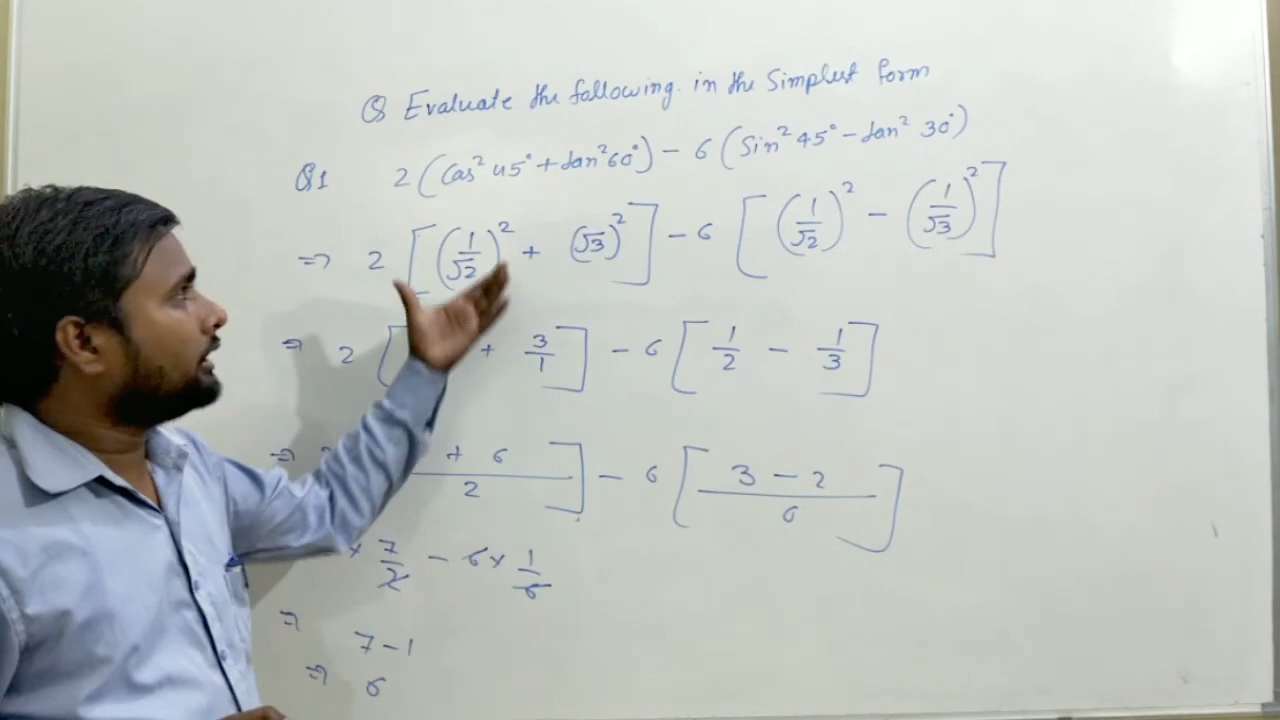 Q Evaluate the following. in the Simplest form
Q1 2 (Cos² 45° + tan² 60°) - 6 (Sin² 45° - tan² 30°)
⇒ 2 [(1/√2)² + (√3)²] - 6 [(1/√2)² - (1/√3)²]
⇒ 2 [ + 3/1] - 6 [1/2 - 1/3]
⇒ + 6 / 2 ] - 6 [3 - 2 / 6]
× 7/2 - 6 × 1/6
⇒ 7 - 1
⇒ 6